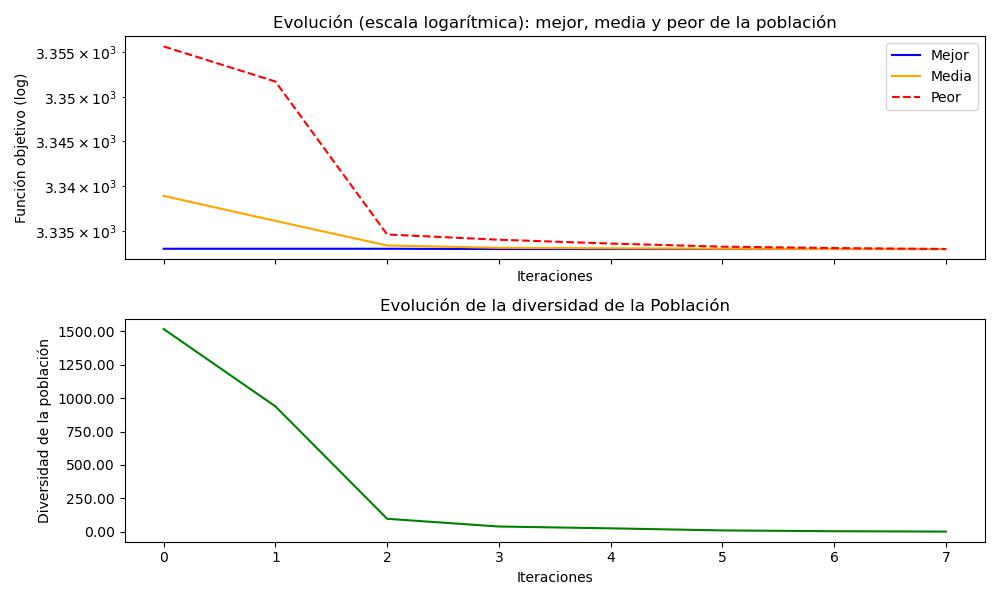 Evolución (escala logarítmica): mejor, media y peor de la población
Función objetivo (log)
3.355 × 10³
3.35 × 10³
3.345 × 10³
3.34 × 10³
3.335 × 10³
Mejor
Media
Peor
Iteraciones
Evolución de la diversidad de la Población
Diversidad de la población
1500.00
1250.00
1000.00
750.00
500.00
250.00
0.00
0 1 2 3 4 5 6 7
Iteraciones